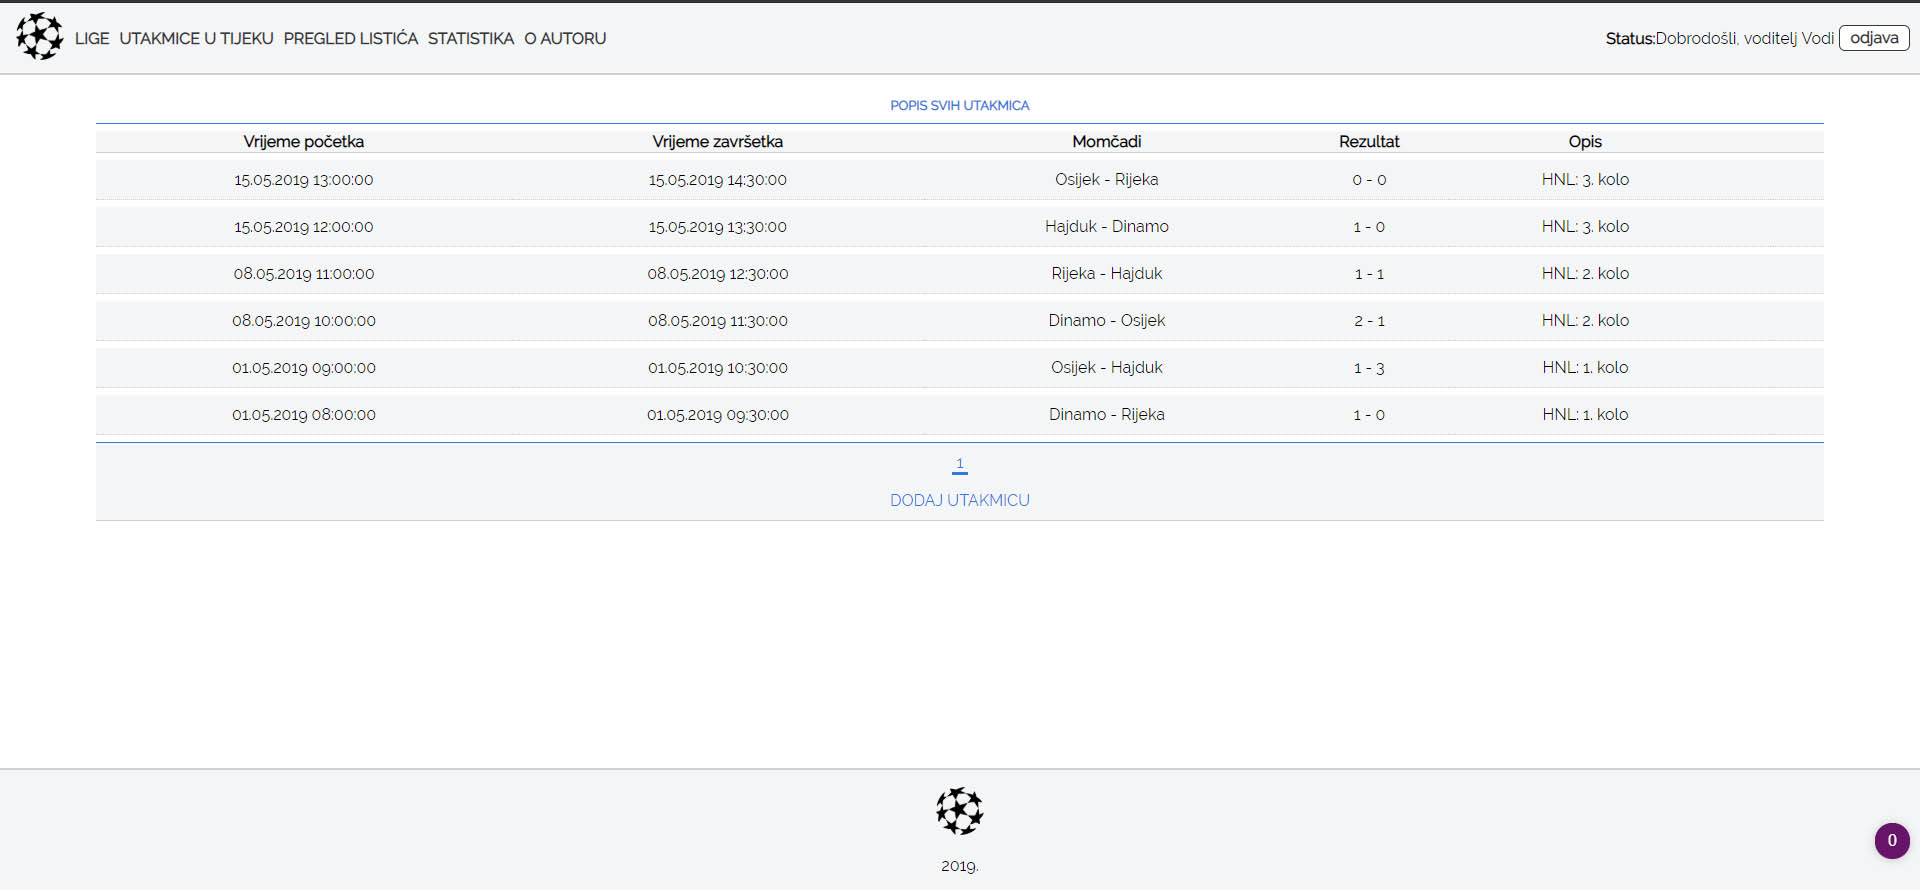 LIGE UTAKMICE U TIJEKU PREGLED LISTIĆA STATISTIKA O AUTORU Status:Dobrodošli, voditelj Vodi odjava
POPIS SVIH UTAKMICA
Vrijeme početka Vrijeme završetka Momčadi Rezultat Opis
15.05.2019 13:00:00 15.05.2019 14:30:00 Osijek - Rijeka 0 - 0 HNL: 3. kolo
15.05.2019 12:00:00 15.05.2019 13:30:00 Hajduk - Dinamo 1 - 0 HNL: 3. kolo
08.05.2019 11:00:00 08.05.2019 12:30:00 Rijeka - Hajduk 1 - 1 HNL: 2. kolo
08.05.2019 10:00:00 08.05.2019 11:30:00 Dinamo - Osijek 2 - 1 HNL: 2. kolo
01.05.2019 09:00:00 01.05.2019 10:30:00 Osijek - Hajduk 1 - 3 HNL: 1. kolo
01.05.2019 08:00:00 01.05.2019 09:30:00 Dinamo - Rijeka 1 - 0 HNL: 1. kolo
1
DODAJ UTAKMICU
0
2019.